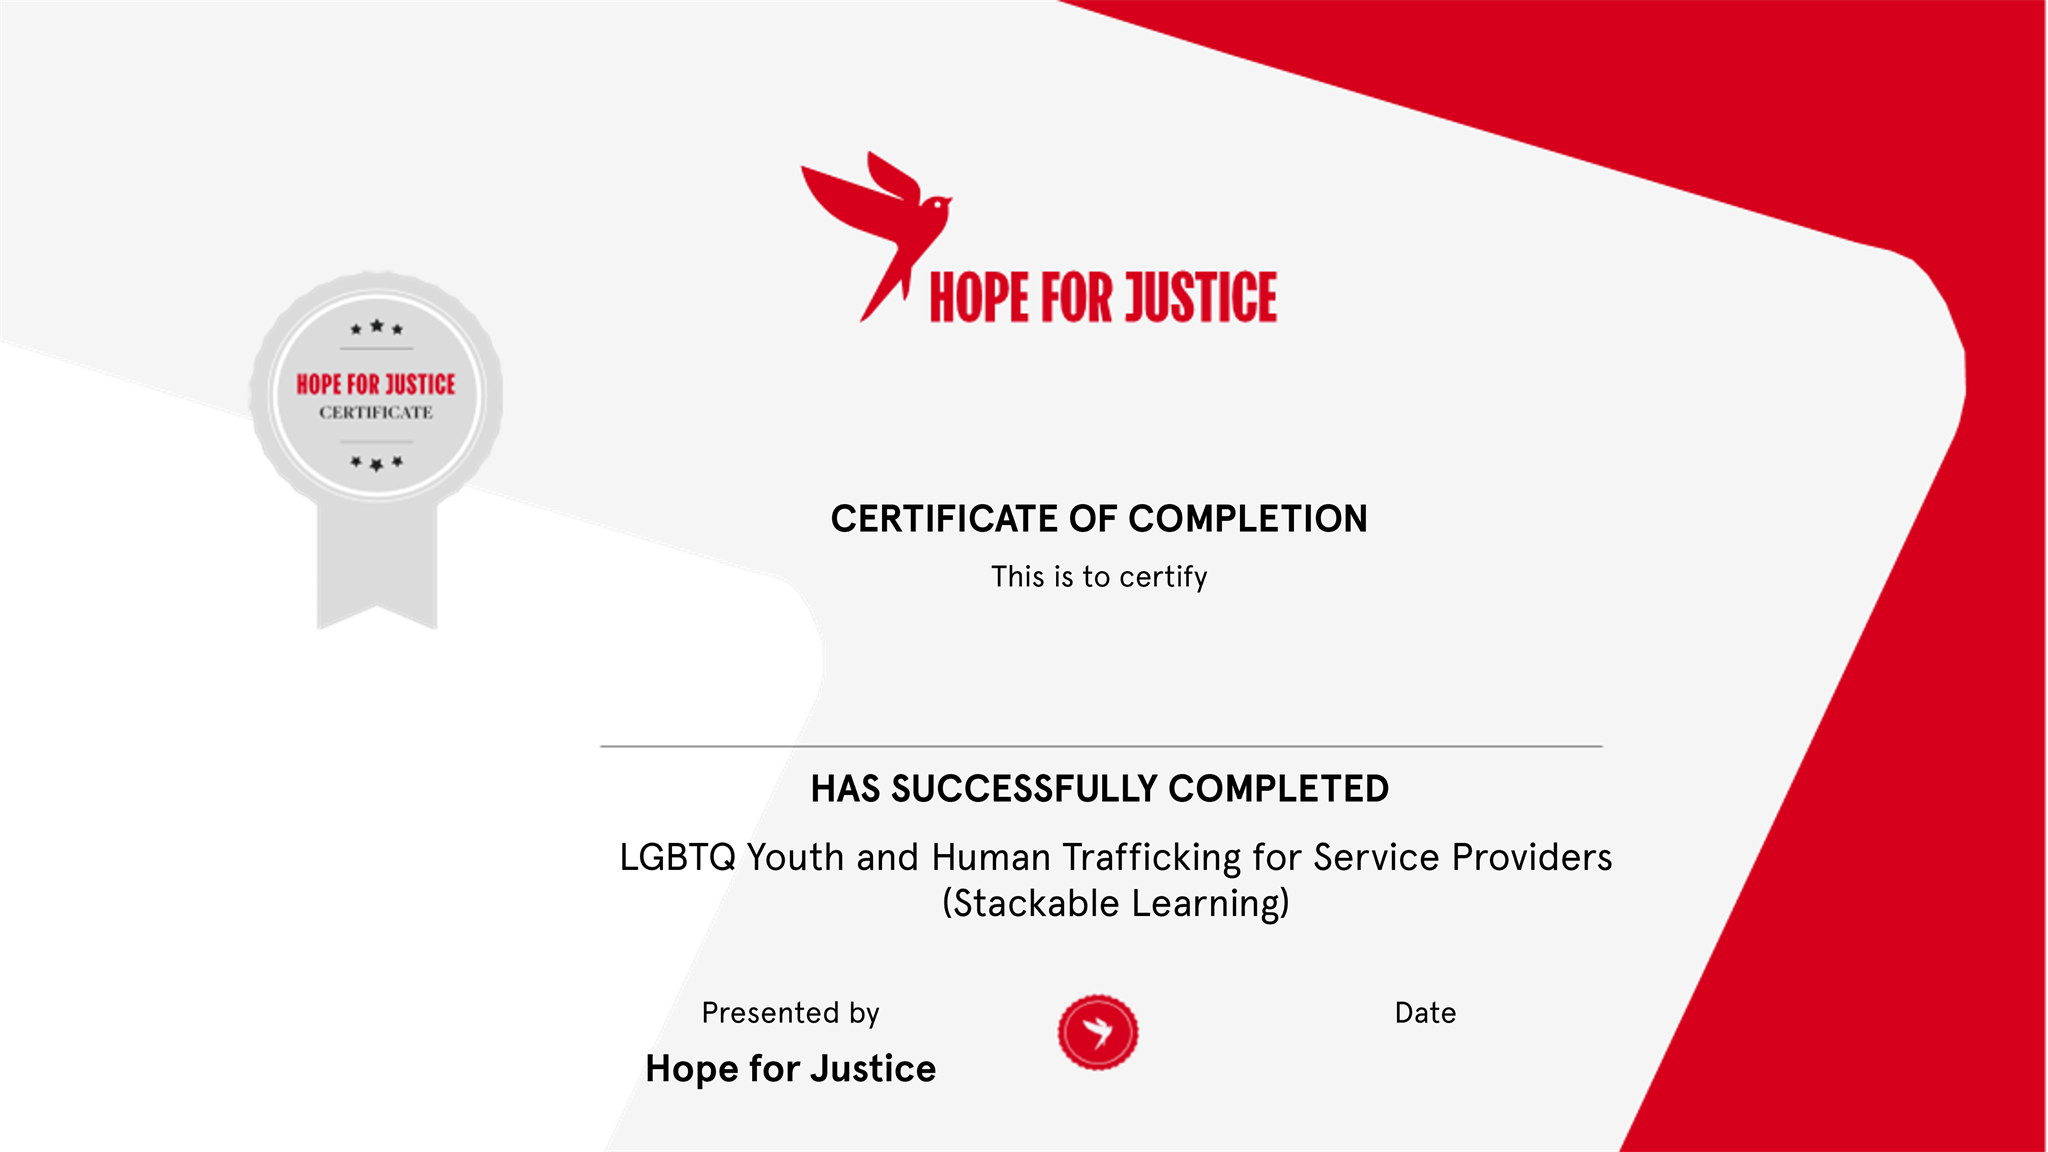 HOPE FOR JUSTICE
HOPE FOR JUSTICE
CERTIFICATE
CERTIFICATE OF COMPLETION
This is to certify
HAS SUCCESSFULLY COMPLETED
LGBTQ Youth and Human Trafficking for Service Providers
(Stackable Learning)
Presented by
Date
Hope for Justice